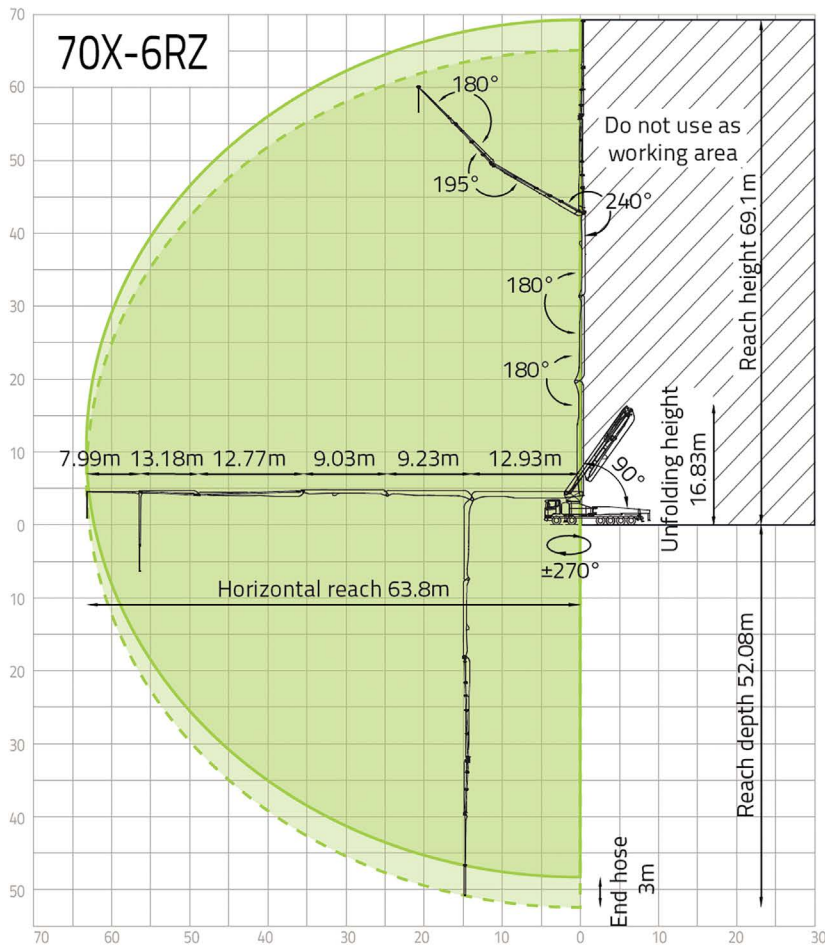 70X-6RZ
70
60
50
40
30
20
10
0
10
20
30
40
50
180°
195°
240°
Do not use as
working area
Reach height 69.1m
180°
180°
7.99m 13.18m 12.77m 9.03m 9.23m 12.93m
90°
Unfolding height
16.83m
±270°
Horizontal reach 63.8m
Reach depth 52.08m
End hose
3m
70 60 50 40 30 20 10 0 10 20 30